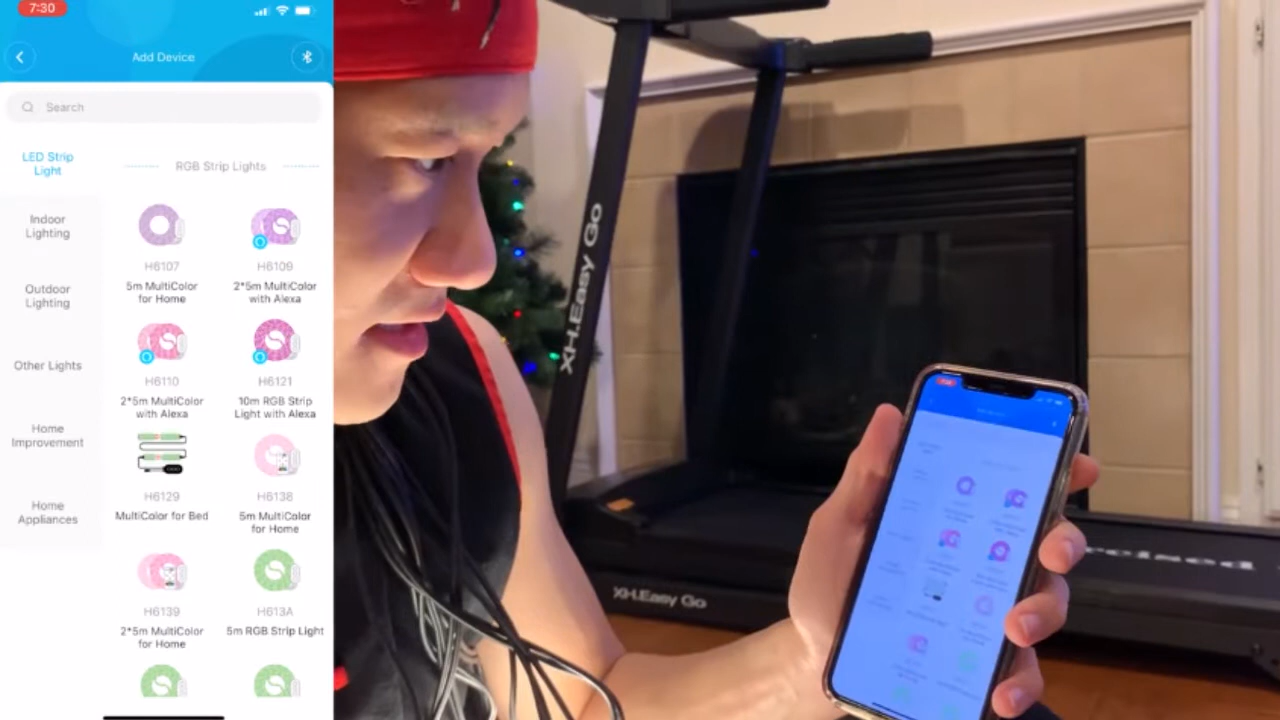 7:30
Add Device
Search
LED Strip
Light
RGB Strip Lights
Indoor
Lighting
Outdoor
Lighting
Other Lights
Home
Improvement
Home
Appliances
H6107
5m MultiColor
for Home
H6109
2*5m MultiColor
with Alexa
H6110
2*5m MultiColor
with Alexa
H6121
10m RGB Strip
Light with Alexa
H6129
MultiColor for Bed
H6138
5m MultiColor
for Home
H6139
2*5m MultiColor
for Home
H613A
5m RGB Strip Light
XH.Easy Go
XH.Easy Go